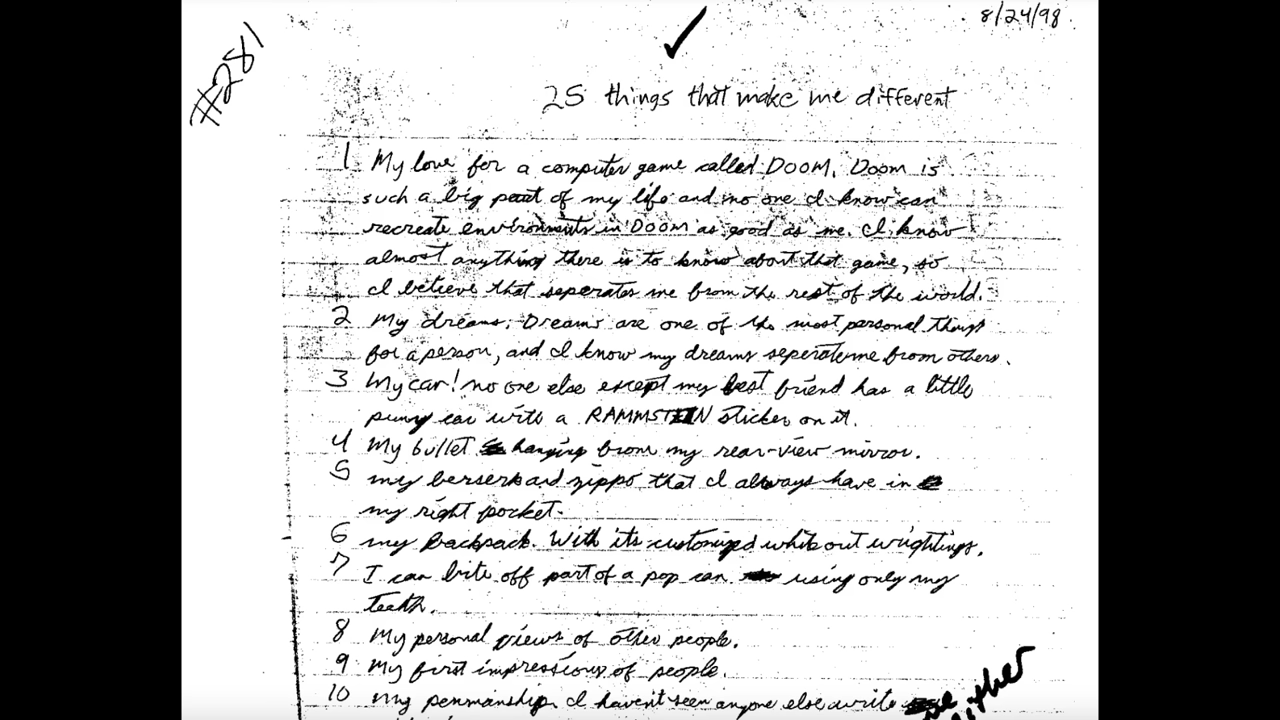 #281
8/24/98
25 things that make me different
1 My love for a computer game called DOOM. Doom is
such a big part of my life and no one I know can
recreate environments in DOOM as good as me. I know
almost anything there is to know about that game, so
I believe that seperates me from the rest of the world.
2 My dreams. Dreams are one of the most personal things
for a person, and I know my dreams seperate me from others.
3 My car! no one else except my best friend has a little
puny car with a RAMMSTEIN sticker on it.
4 My bullet hanging from my rear-view mirror.
5 my berserk and zippo that I always have in
my right pocket.
6 my Backpack. With its customized whiteout wrightings.
7 I can bite off part of a pop can using only my
teeth.
8 My personal views of other people.
9 My first impressions of people.
10 my penmanship. I havent seen anyone else write